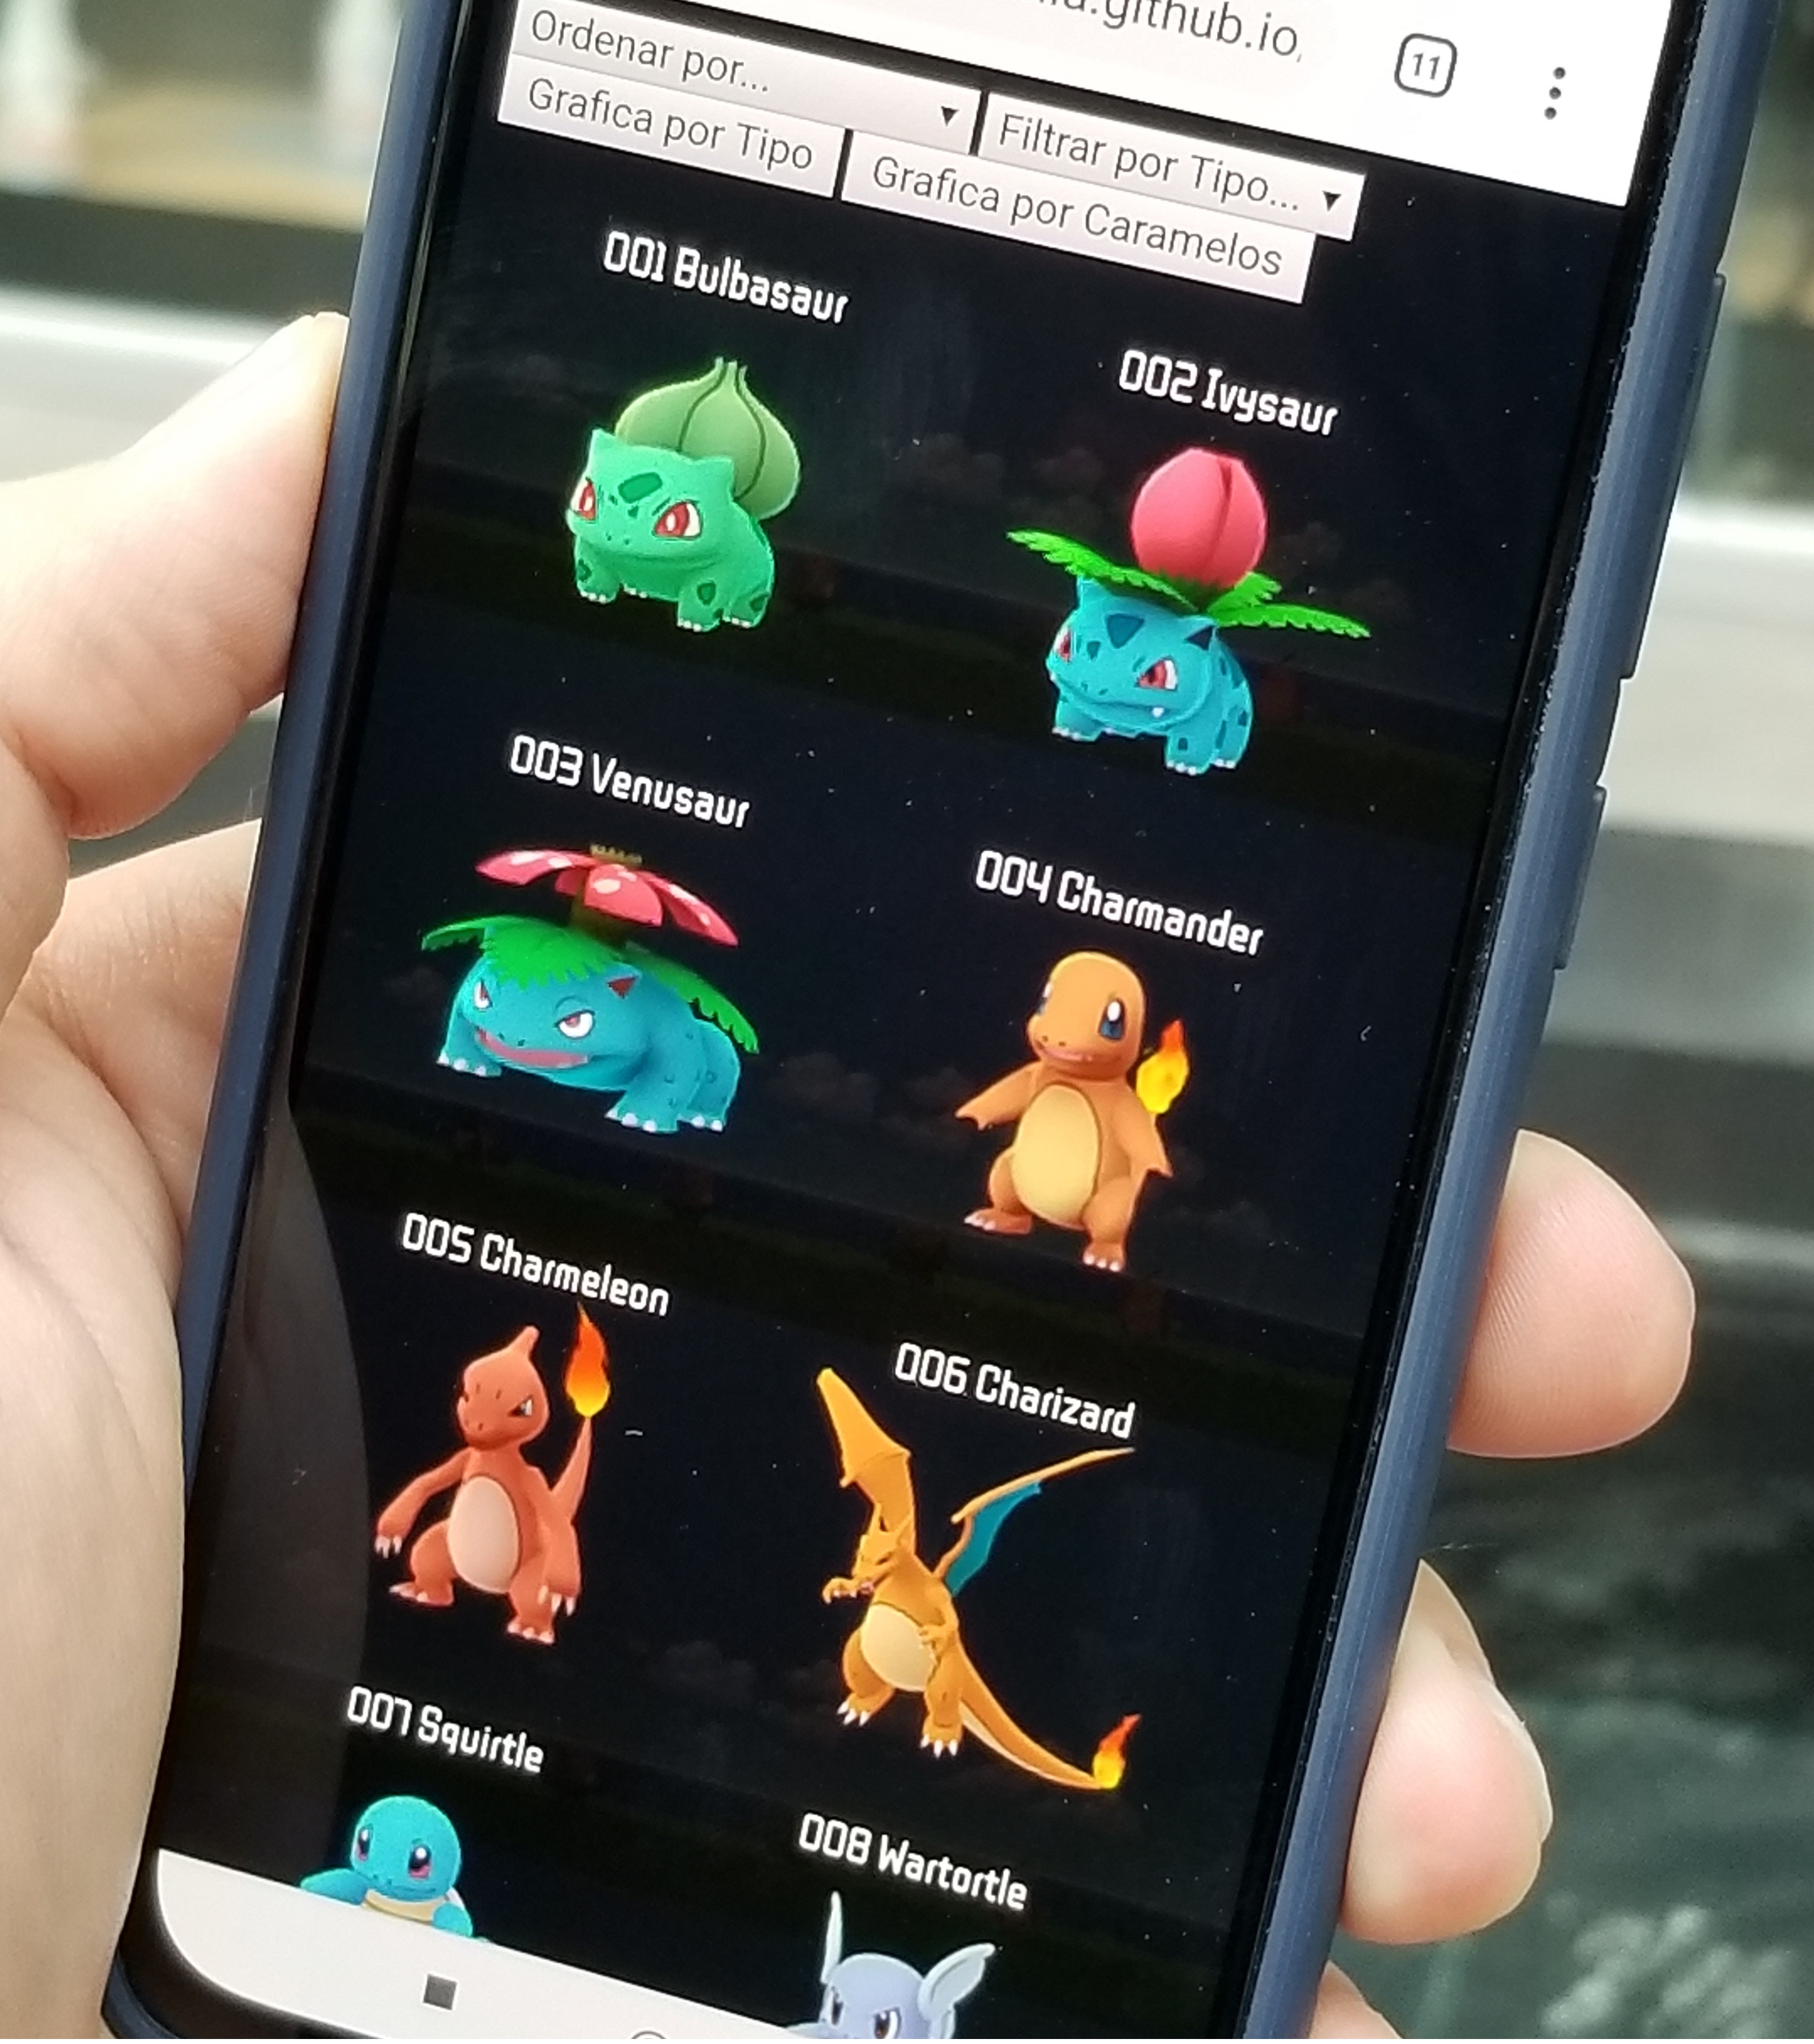 .github.io,
11
Ordenar por...
Filtrar por Tipo...
Grafica por Tipo
Grafica por Caramelos
001 Bulbasaur
002 Ivysaur
003 Venusaur
004 Charmander
005 Charmeleon
006 Charizard
007 Squirtle
008 Wartortle